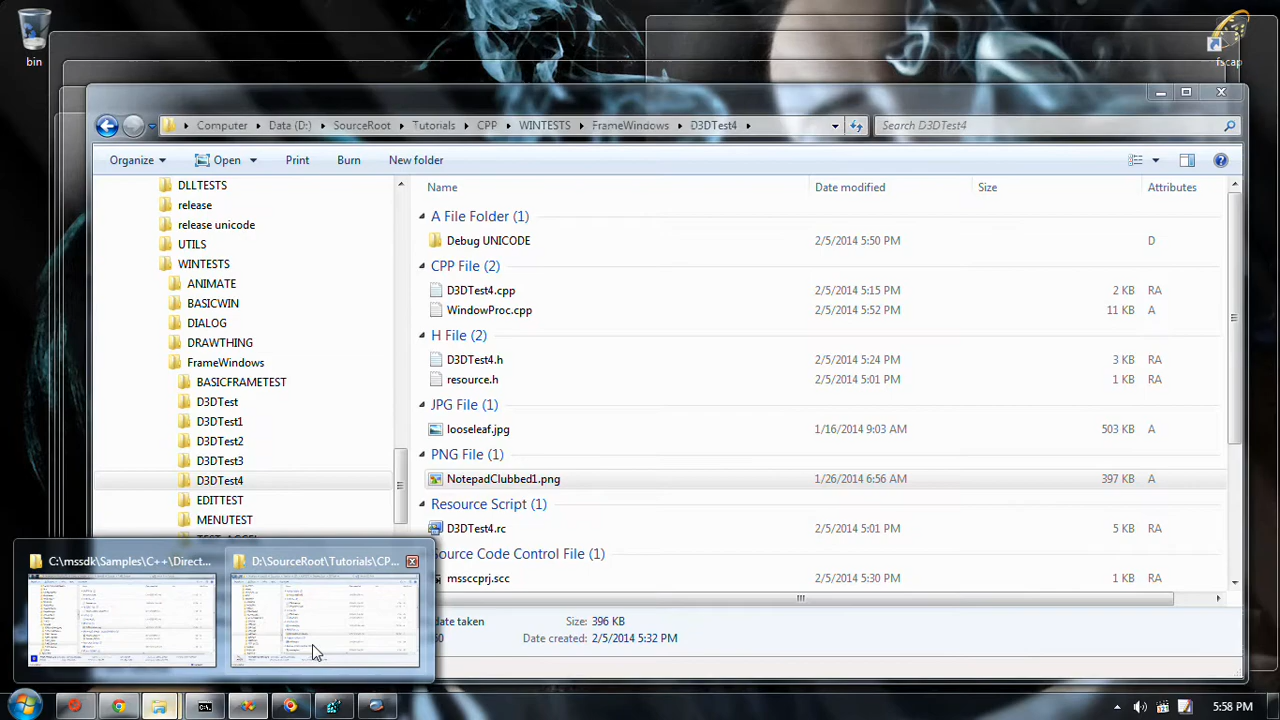 bin
fscap
Computer Data (D:) SourceRoot Tutorials CPP WINTESTS FrameWindows D3DTest4
Search D3DTest4
Organize Open Print Burn New folder
DLLTESTS
release
release unicode
UTILS
WINTESTS
ANIMATE
BASICWIN
DIALOG
DRAWTHING
FrameWindows
BASICFRAMETEST
D3DTest
D3DTest1
D3DTest2
D3DTest3
D3DTest4
EDITTEST
MENUTEST
Name Date modified Size Attributes
A File Folder (1)
Debug UNICODE 2/5/2014 5:50 PM D
CPP File (2)
D3DTest4.cpp 2/5/2014 5:15 PM 2 KB RA
WindowProc.cpp 2/5/2014 5:52 PM 11 KB A
H File (2)
D3DTest4.h 2/5/2014 5:24 PM 3 KB RA
resource.h 2/5/2014 5:01 PM 1 KB RA
JPG File (1)
looseleaf.jpg 1/16/2014 9:03 AM 503 KB A
PNG File (1)
NotepadClubbed1.png 1/26/2014 6:56 AM 397 KB A
Resource Script (1)
D3DTest4.rc 2/5/2014 5:01 PM 5 KB RA
Source Code Control File (1)
2/5/2014 5:30 PM 1 KB RA
date taken Size: 396 KB
Date created: 2/5/2014 5:32 PM
C:\mssdk\Samples\C++\Direct...
D:\SourceRoot\Tutorials\CP...
5:58 PM